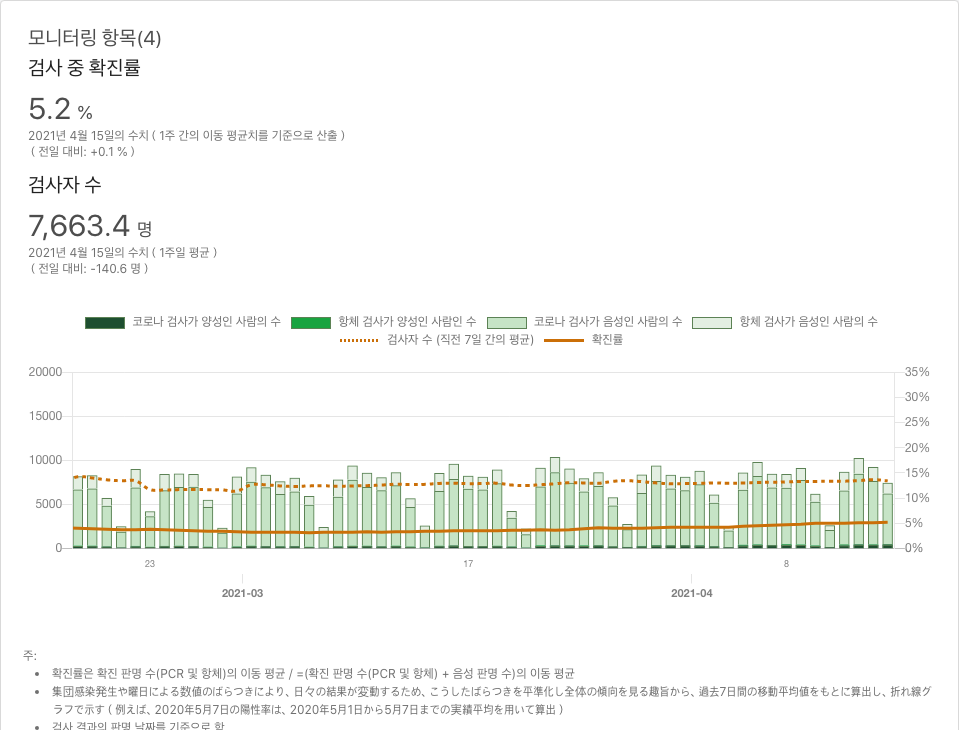 모니터링 항목(4)
검사 중 확진률
5.2 %
2021년 4월 15일의 수치 ( 1주 간의 이동 평균치를 기준으로 산출 )
( 전일 대비: +0.1 % )
검사자 수
7,663.4 명
2021년 4월 15일의 수치 ( 1주일 평균 )
( 전일 대비: -140.6 명 )
코로나 검사가 양성인 사람의 수 항체 검사가 양성인 사람인 수 코로나 검사가 음성인 사람의 수 항체 검사가 음성인 사람의 수
검사자 수 (직전 7일 간의 평균) 확진률
20000 35%
30%
15000 25%
20%
10000 15%
5000 10%
5%
0 0%
23 17 8
2021-03 2021-04
주:
• 확진률은 확진 판명 수(PCR 및 항체)의 이동 평균 / =(확진 판명 수(PCR 및 항체) + 음성 판명 수)의 이동 평균
• 集団感染発生や曜日による数値のばらつきにより、日々の結果が変動するため、こうしたばらつきを平準化し全体の傾向を見る趣旨から、過去7日間の移動平均値をもとに算出し、折れ線グ
ラフで示す ( 例えば、2020年5月7日の陽性率は、2020年5月1日から5月7日までの実績平均を用いて算出 )
• 검사 결과의 판명 날짜를 기준으로 함